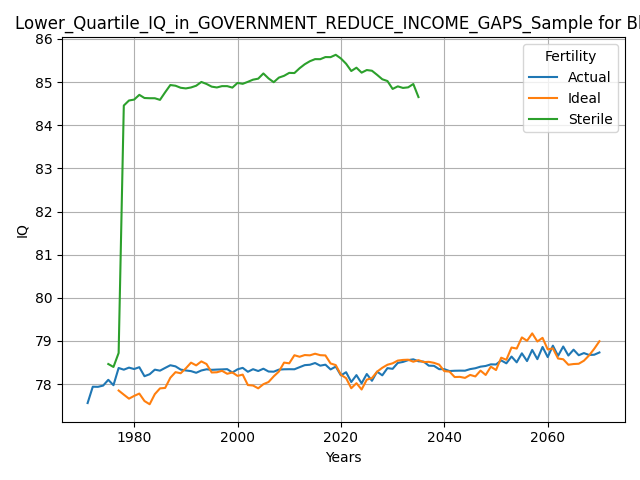 Lower_Quartile_IQ_in_GOVERNMENT_REDUCE_INCOME_GAPS_Sample for
86
85
84
83
82
81
80
79
78
IQ
Fertility
Actual
Ideal
Sterile
1980
2000
2020
2040
2060
Years